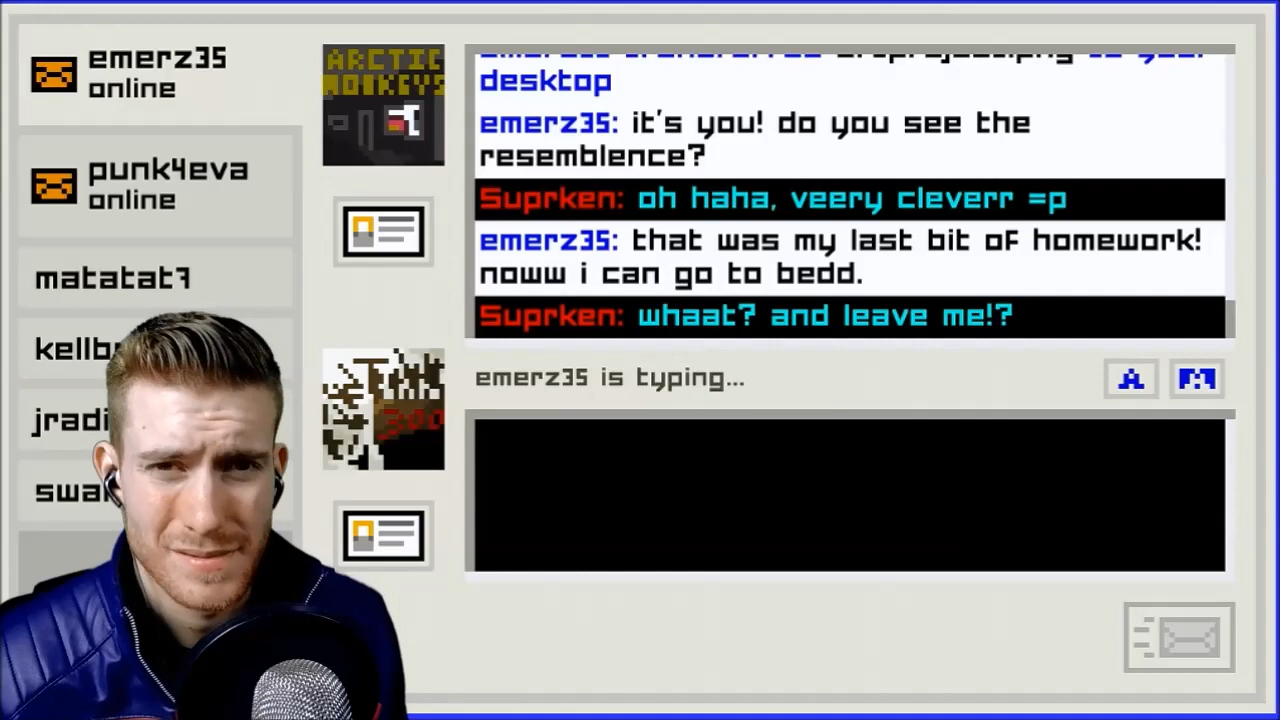 emerz35
online
punk4eva
online
matatat7
ARCTIC
MONKEYS
desktop
emerz35: it's you! do you see the
resemblence?
Suprken: oh haha, veery cleverr =p
emerz35: that was my last bit of homework!
noww i can go to bedd.
Suprken: whaat? and leave me!?
emerz35 is typing...
A